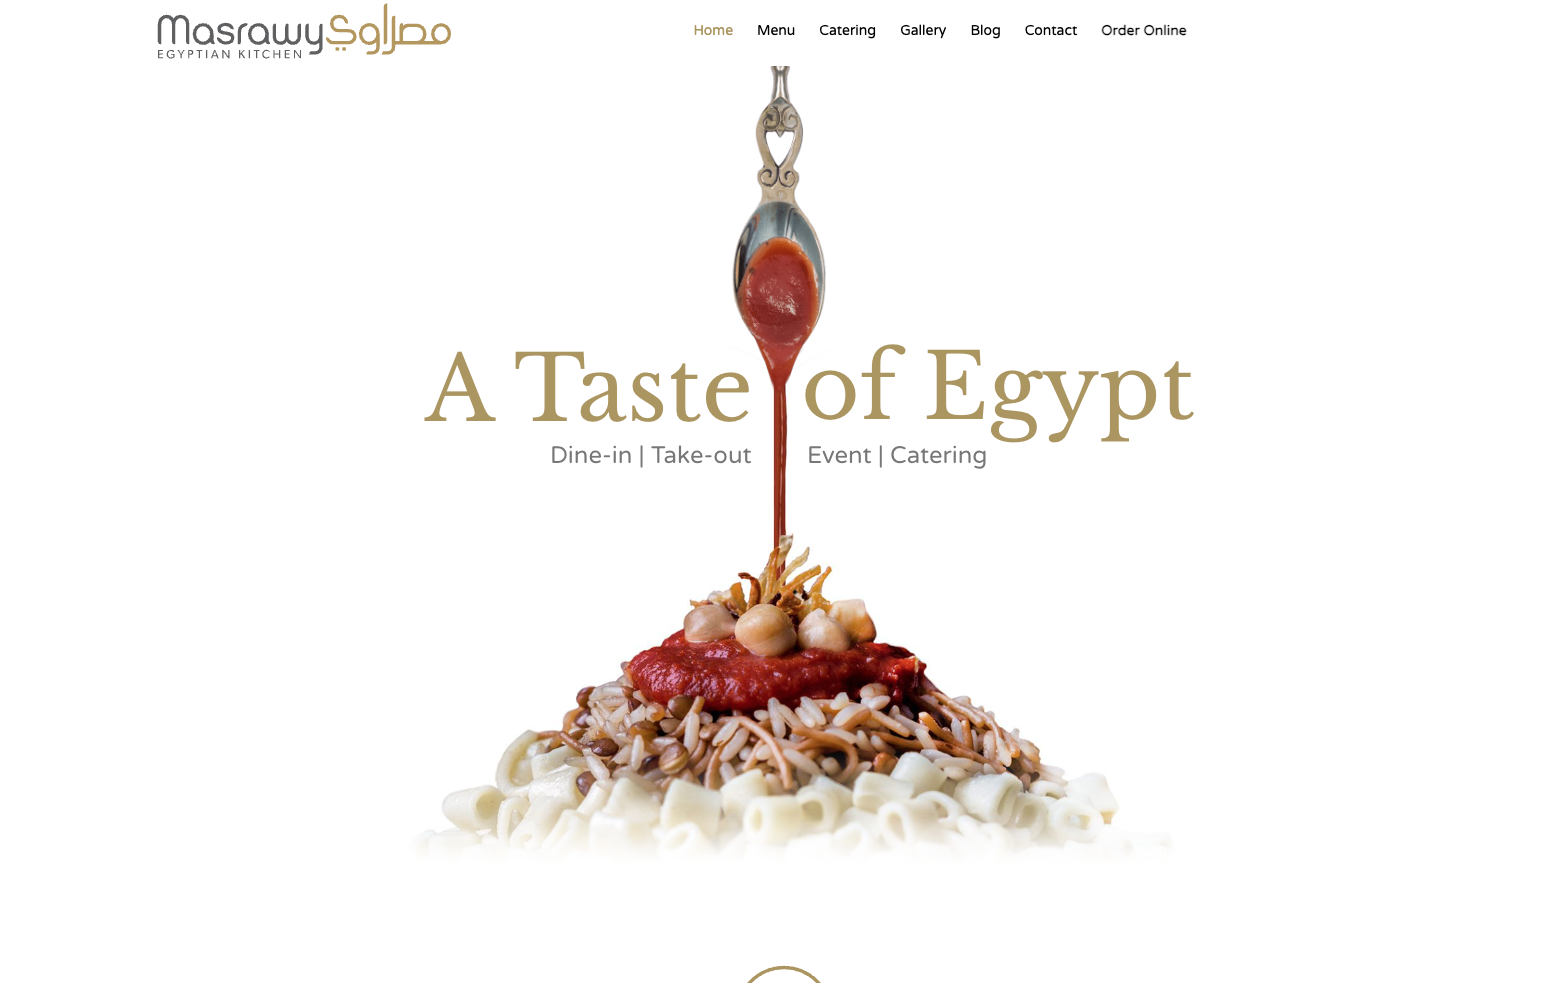 Masrawy مصراوي
EGYPTIAN KITCHEN
Home Menu Catering Gallery Blog Contact Order Online
A Taste of Egypt
Dine-in | Take-out Event | Catering